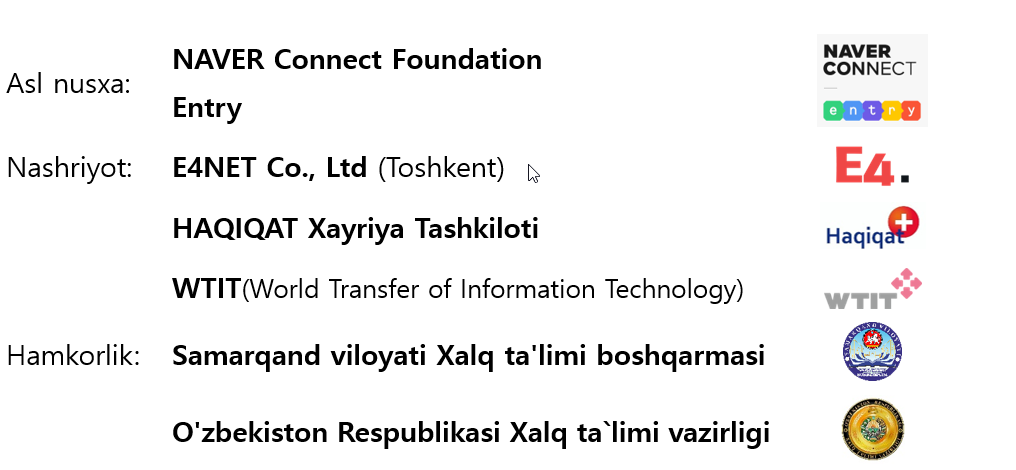 NAVER Connect Foundation
Asl nusxa:
Entry
NAVER
CONNECT
entry
Nashriyot: E4NET Co., Ltd (Toshkent)
E4.
HAQIQAT Xayriya Tashkiloti
Haqiqat
WTIT(World Transfer of Information Technology)
WTIT
Hamkorlik: Samarqand viloyati Xalq ta'limi boshqarmasi
O'zbekiston Respublikasi Xalq ta`limi vazirligi